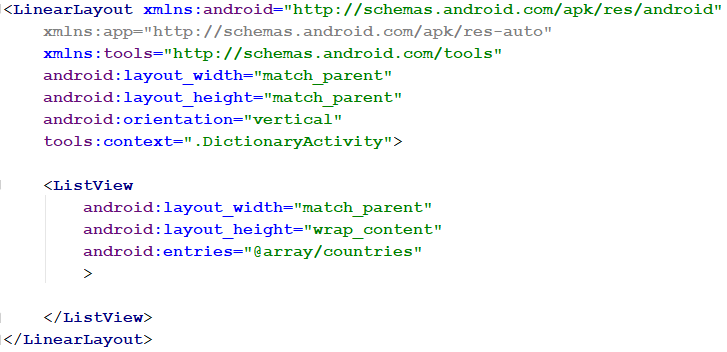 <LinearLayout xmlns:android="http://schemas.android.com/apk/res/android"
    xmlns:app="http://schemas.android.com/apk/res-auto"
    xmlns:tools="http://schemas.android.com/tools"
    android:layout_width="match_parent"
    android:layout_height="match_parent"
    android:orientation="vertical"
    tools:context=".DictionaryActivity">

    <ListView
        android:layout_width="match_parent"
        android:layout_height="wrap_content"
        android:entries="@array/countries"
        >

    </ListView>
</LinearLayout>